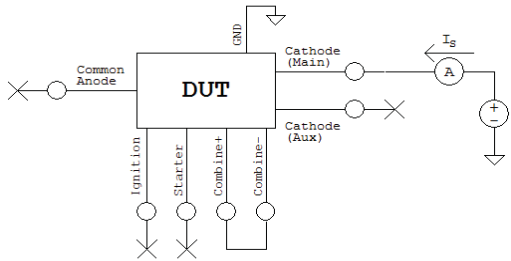 GND
Cathode
(Main)
I_S
A
Common
Anode
DUT
+
-
Cathode
(Aux)
Ignition
Starter
Combine+
Combine-